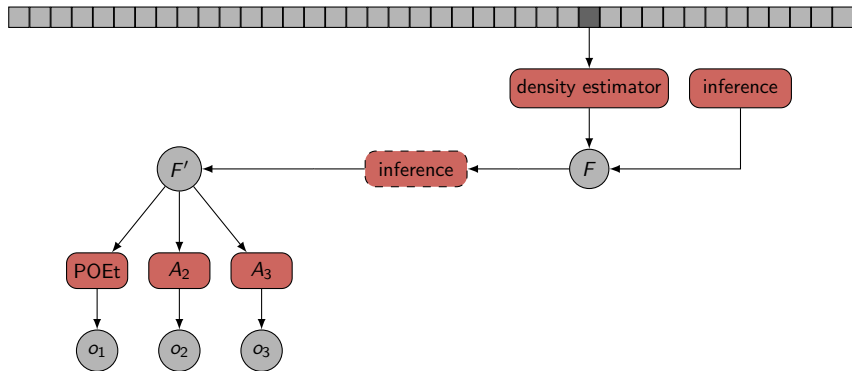 density estimator
inference
F′
inference
F
POEt
A₂
A₃
o₁
o₂
o₃